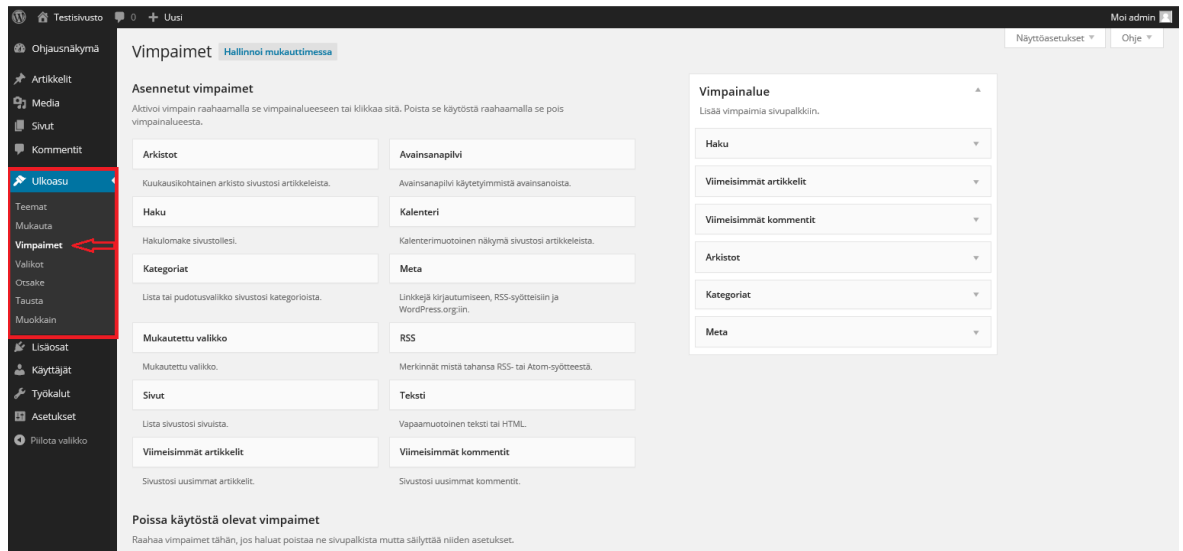 Testisivusto 0 + Uusi Moi admin
Näyttöasetukset Ohje
Ohjausnäkymä
Artikkelit
Media
Sivut
Kommentit
Ulkoasu
Teemat
Mukauta
Vimpaimet
Valikot
Otsake
Tausta
Muokkain
Lisäosat
Käyttäjät
Työkalut
Asetukset
Piilota valikko
Vimpaimet Hallinnoi mukauttimessa
Asennetut vimpaimet
Aktivoi vimpain raahaamalla se vimpainalueeseen tai klikkaa sitä. Poista se käytöstä raahaamalla se pois
vimpainalueesta.
Arkistot
Kuukausikohtainen arkisto sivustosi artikkeleista.
Avainsanapilvi
Avainsanapilvi käytetyimmistä avainsanoista.
Haku
Hakulomake sivustollesi.
Kalenteri
Kalenterimuotoinen näkymä sivustosi artikkeleista.
Kategoriat
Lista tai pudotusvalikko sivustosi kategorioista.
Meta
Linkkejä kirjautumiseen, RSS-syötteisiin ja
WordPress.org:iin.
Mukautettu valikko
Mukautettu valikko.
RSS
Merkinnät mistä tahansa RSS- tai Atom-syötteestä.
Sivut
Lista sivustosi sivuista.
Teksti
Vapaamuotoinen teksti tai HTML.
Viimeisimmät artikkelit
Sivustosi uusimmat artikkelit.
Viimeisimmät kommentit
Sivustosi uusimmat kommentit.
Poissa käytöstä olevat vimpaimet
Raahaa vimpaimet tähän, jos haluat poistaa ne sivupalkista mutta säilyttää niiden asetukset.
Vimpainalue
Lisää vimpaimia sivupalkkiin.
Haku
Viimeisimmät artikkelit
Viimeisimmät kommentit
Arkistot
Kategoriat
Meta